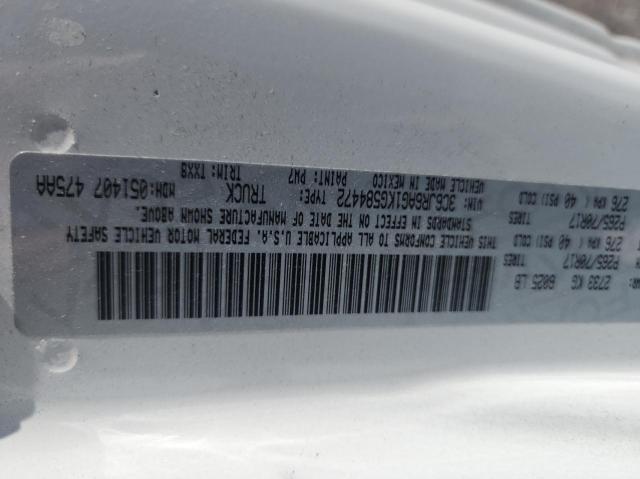 2733 KG 6025 LB
TIRES
P265/70R17
276 KPA ( 40 PSI) COLD
TIRES
P265/70R17
276 KPA ( 40 PSI) COLD
THIS VEHICLE CONFORMS TO ALL APPLICABLE U.S.A. FEDERAL MOTOR VEHICLE SAFETY
STANDARDS IN EFFECT ON THE DATE OF MANUFACTURE SHOWN ABOVE.
VIN: 3C6JR6AG1KG584472 TYPE: TRUCK MDH:051407 475AA
VEHICLE MADE IN MEXICO PAINT: PW7 TRIM: TXX8